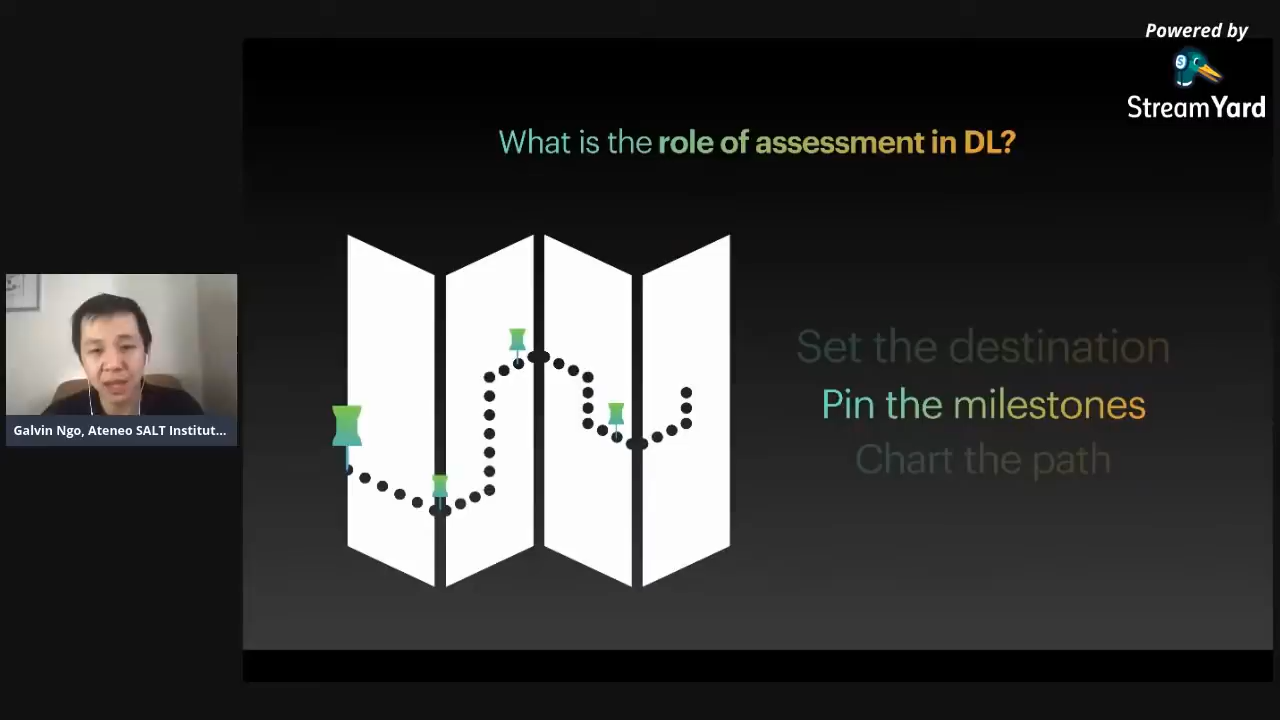 Powered by
StreamYard
What is the role of assessment in DL?
Set the destination
Pin the milestones
Chart the path
Galvin Ngo, Ateneo SALT Institut...